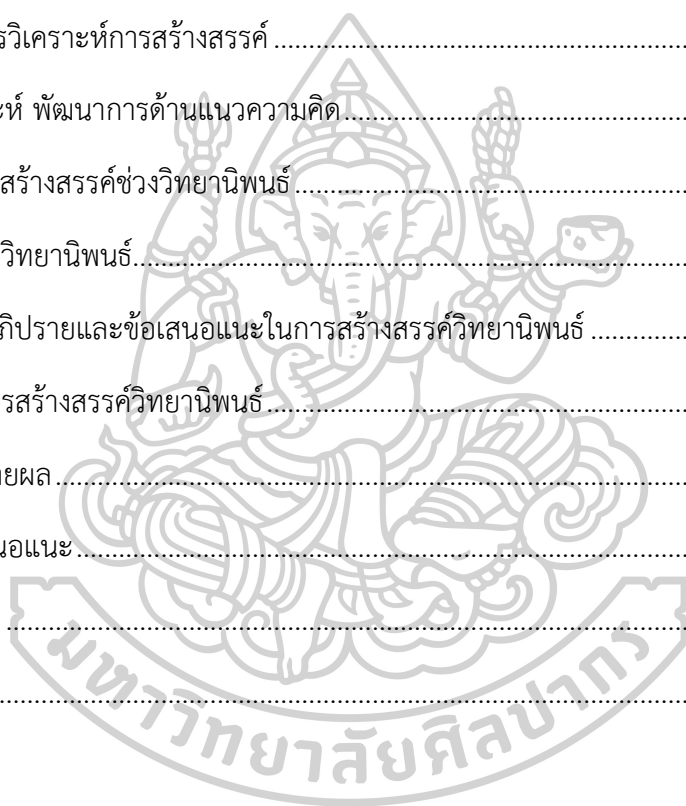 รวิเคราะห์การสร้างสรรค์ ........................................................
ะห์ พัฒนาการด้านแนวความคิด ........................................................
สร้างสรรค์ช่วงวิทยานิพนธ์ ........................................................
วิทยานิพนธ์ ........................................................
ภิปรายและข้อเสนอแนะในการสร้างสรรค์วิทยานิพนธ์ ................
รสร้างสรรค์วิทยานิพนธ์ ........................................................
ายผล ........................................................
นอแนะ ........................................................
........................................................
........................................................
มหาวิทยาลัยศิลปากร